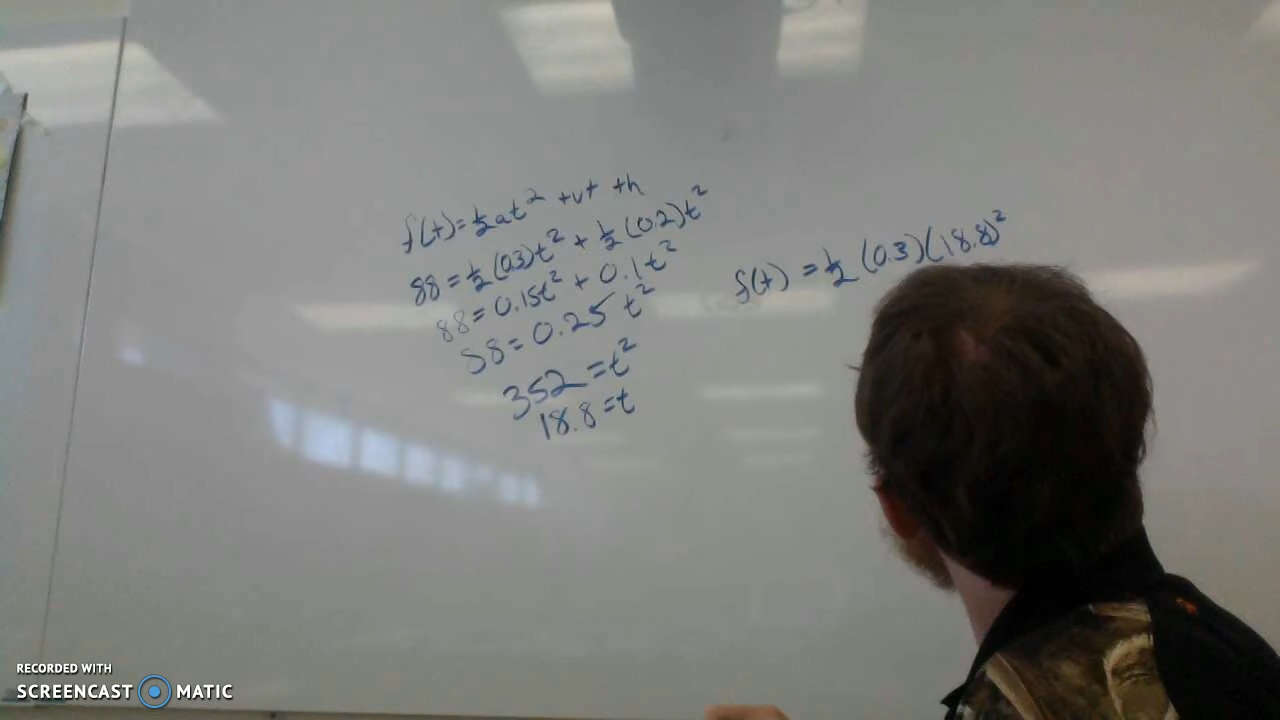 f(t)=½at² +vt +h
88=½(0.3)t² + ½(0.2)t²
88=0.15t² + 0.1t²
88=0.25t²
352=t²
18.8=t
f(t)=½(0.3)(18.8)²
RECORDED WITH
SCREENCAST MATIC